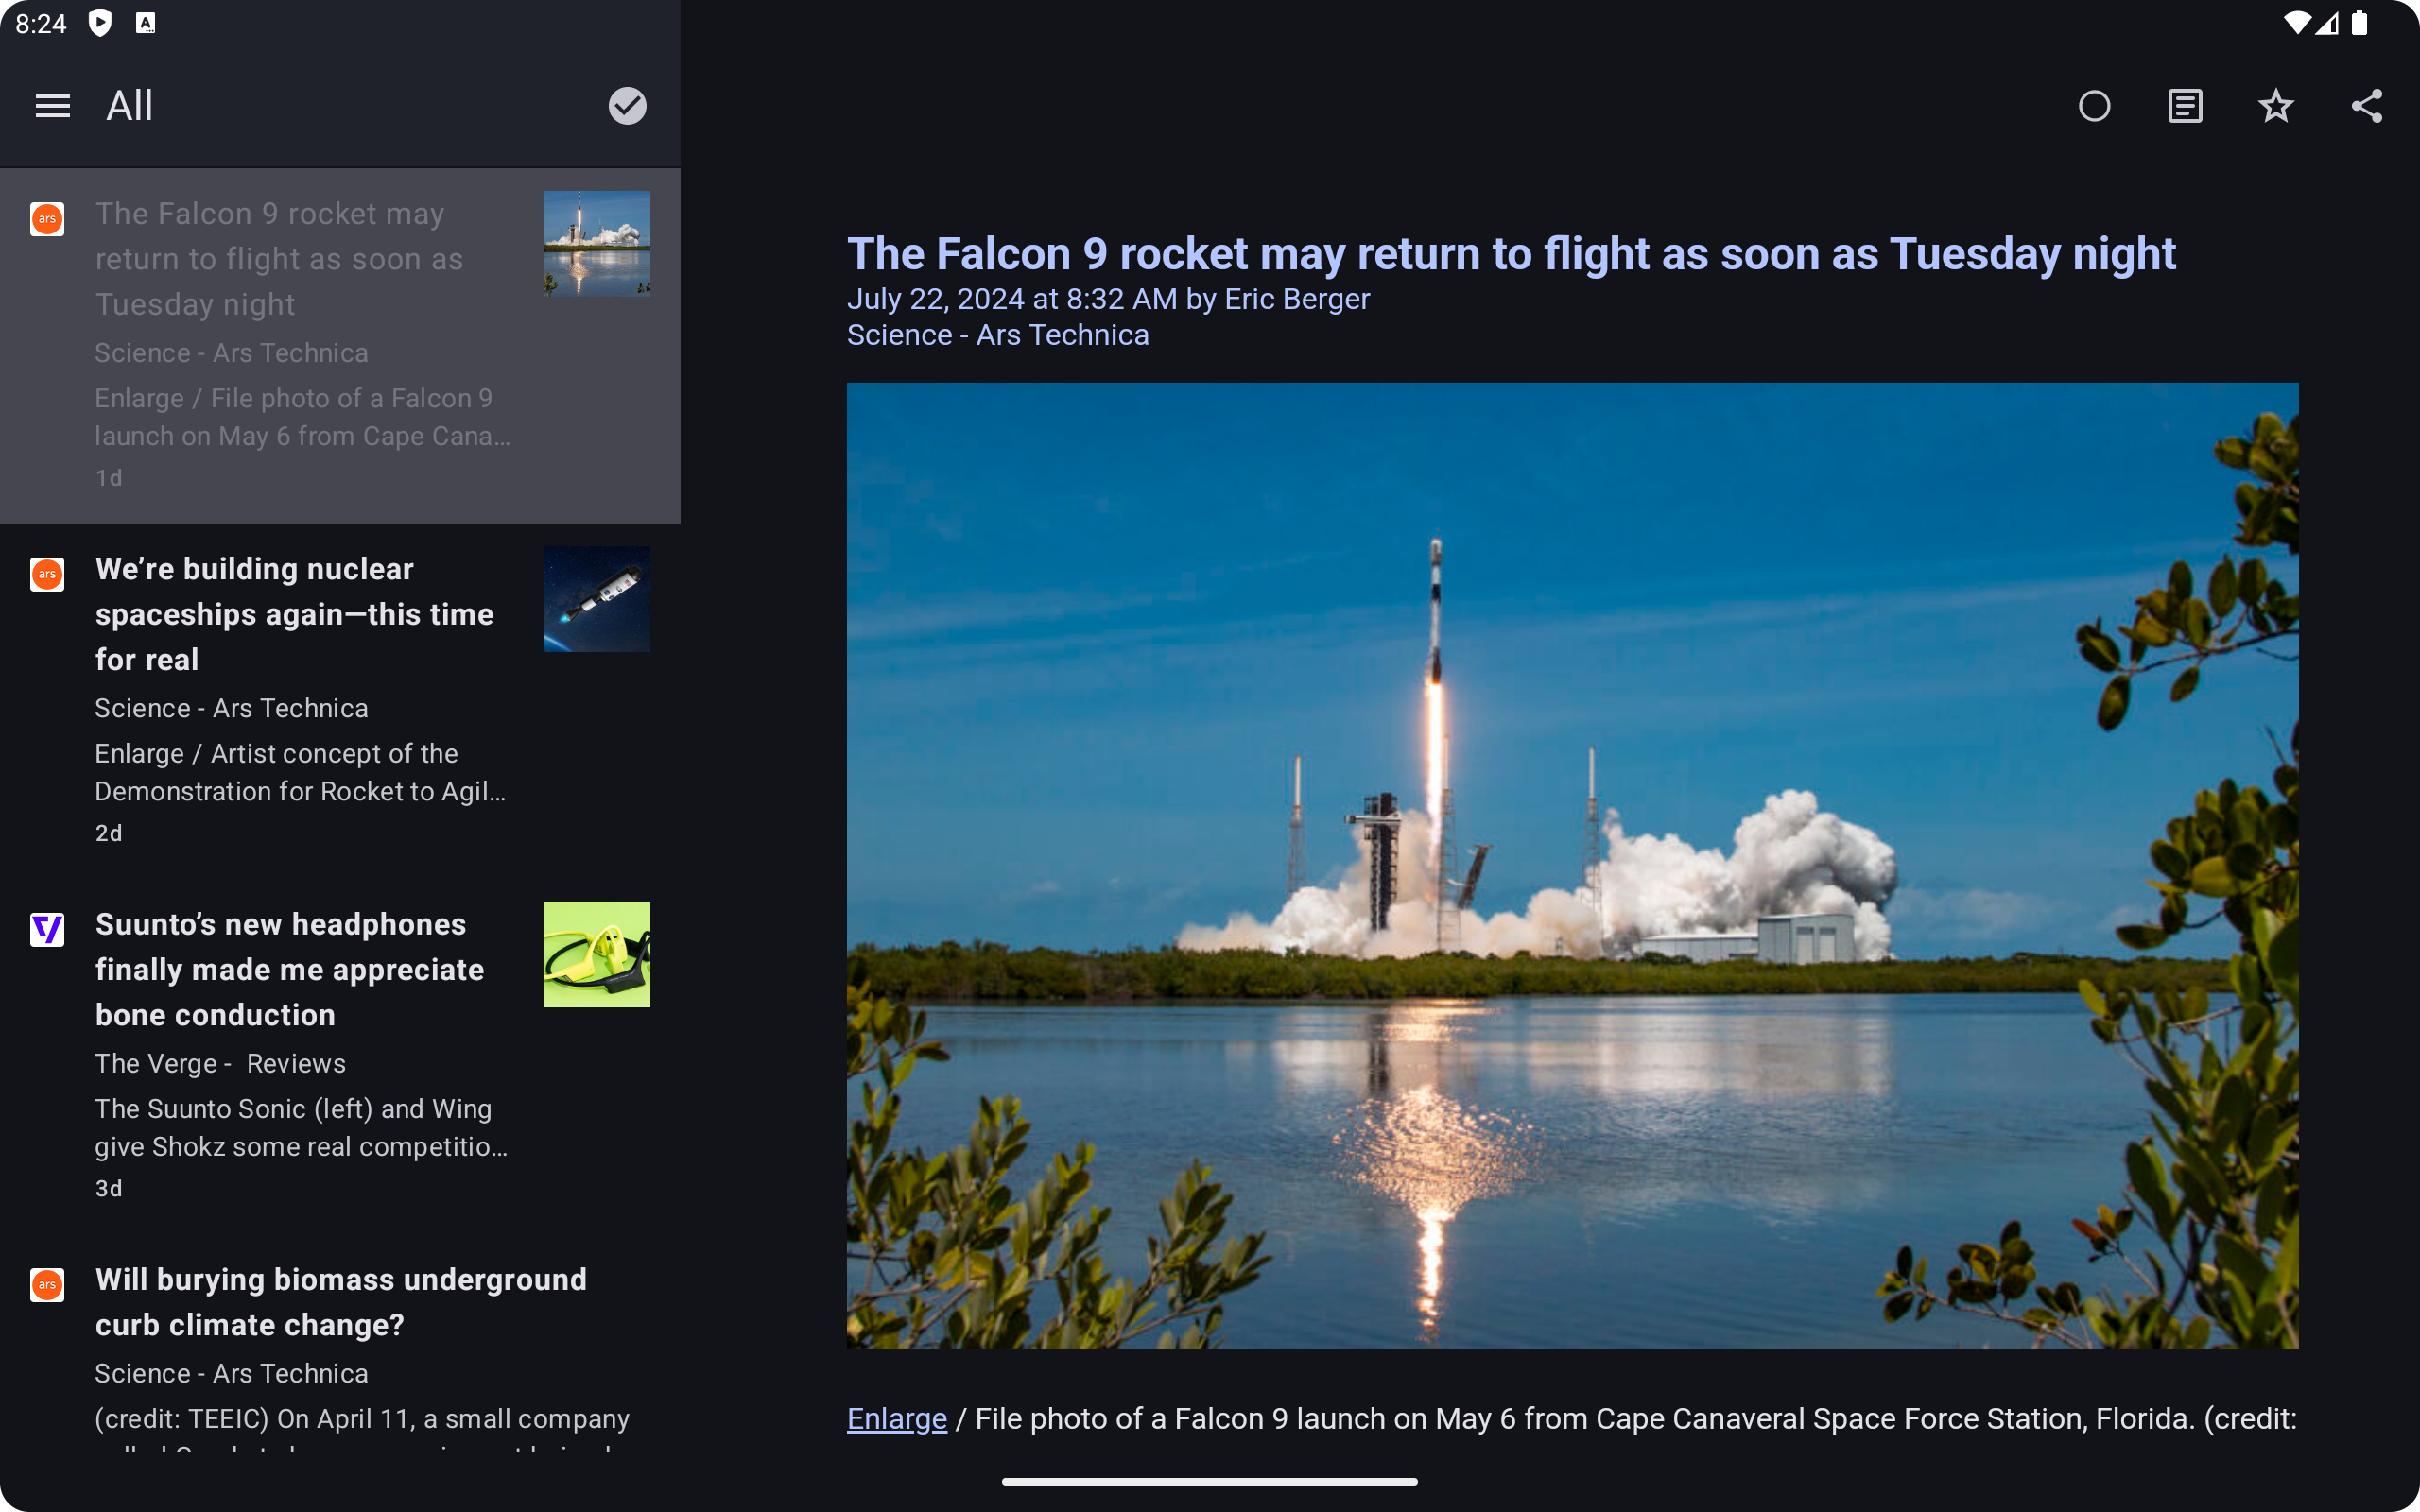 8:24
All
ars
The Falcon 9 rocket may
return to flight as soon as
Tuesday night
Science - Ars Technica
Enlarge / File photo of a Falcon 9
launch on May 6 from Cape Cana…
1d
ars
We’re building nuclear
spaceships again—this time
for real
Science - Ars Technica
Enlarge / Artist concept of the
Demonstration for Rocket to Agil…
2d
Suunto’s new headphones
finally made me appreciate
bone conduction
The Verge - Reviews
The Suunto Sonic (left) and Wing
give Shokz some real competitio…
3d
ars
Will burying biomass underground
curb climate change?
Science - Ars Technica
(credit: TEEIC) On April 11, a small company
The Falcon 9 rocket may return to flight as soon as Tuesday night
July 22, 2024 at 8:32 AM by Eric Berger
Science - Ars Technica
Enlarge / File photo of a Falcon 9 launch on May 6 from Cape Canaveral Space Force Station, Florida. (credit: